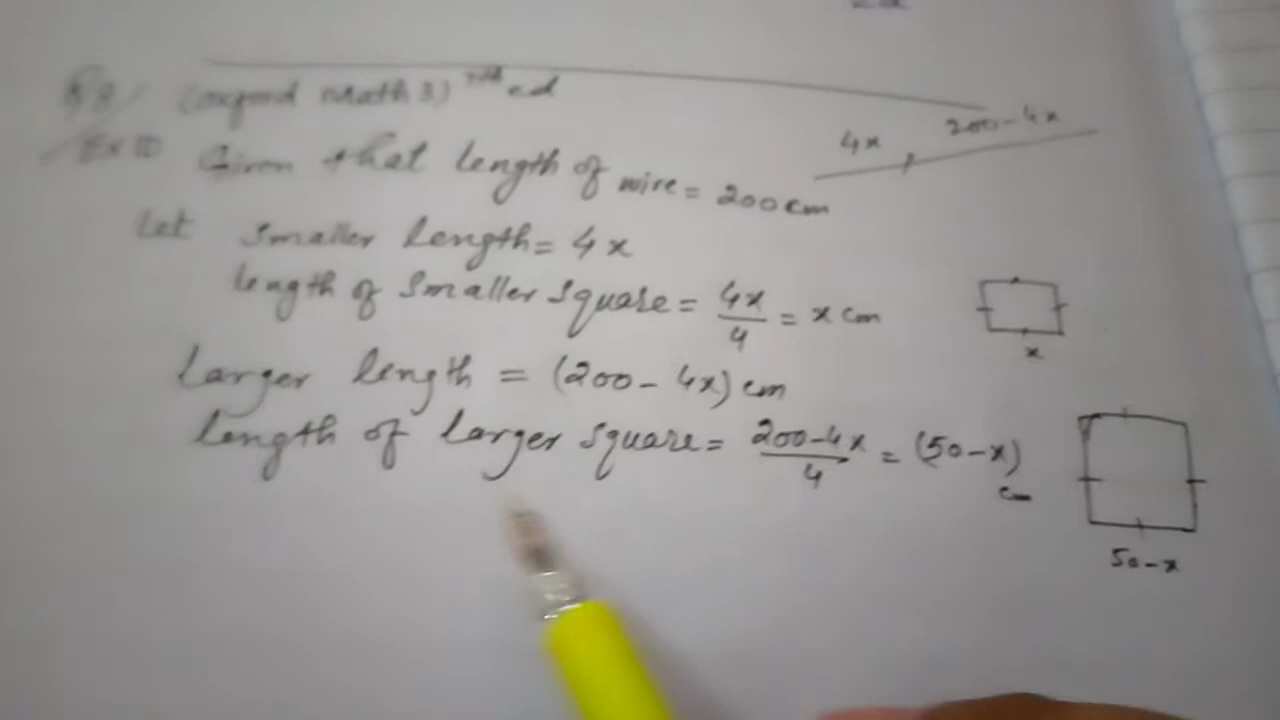 (oxford Math 3) 7th ed
Given that length of wire = 200cm
4x 200-4x
Let smaller length = 4x
length of smaller square = 4x/4 = x cm
x
Larger length = (200 - 4x) cm
length of larger square = 200-4x/4 = (50-x) cm
50-x